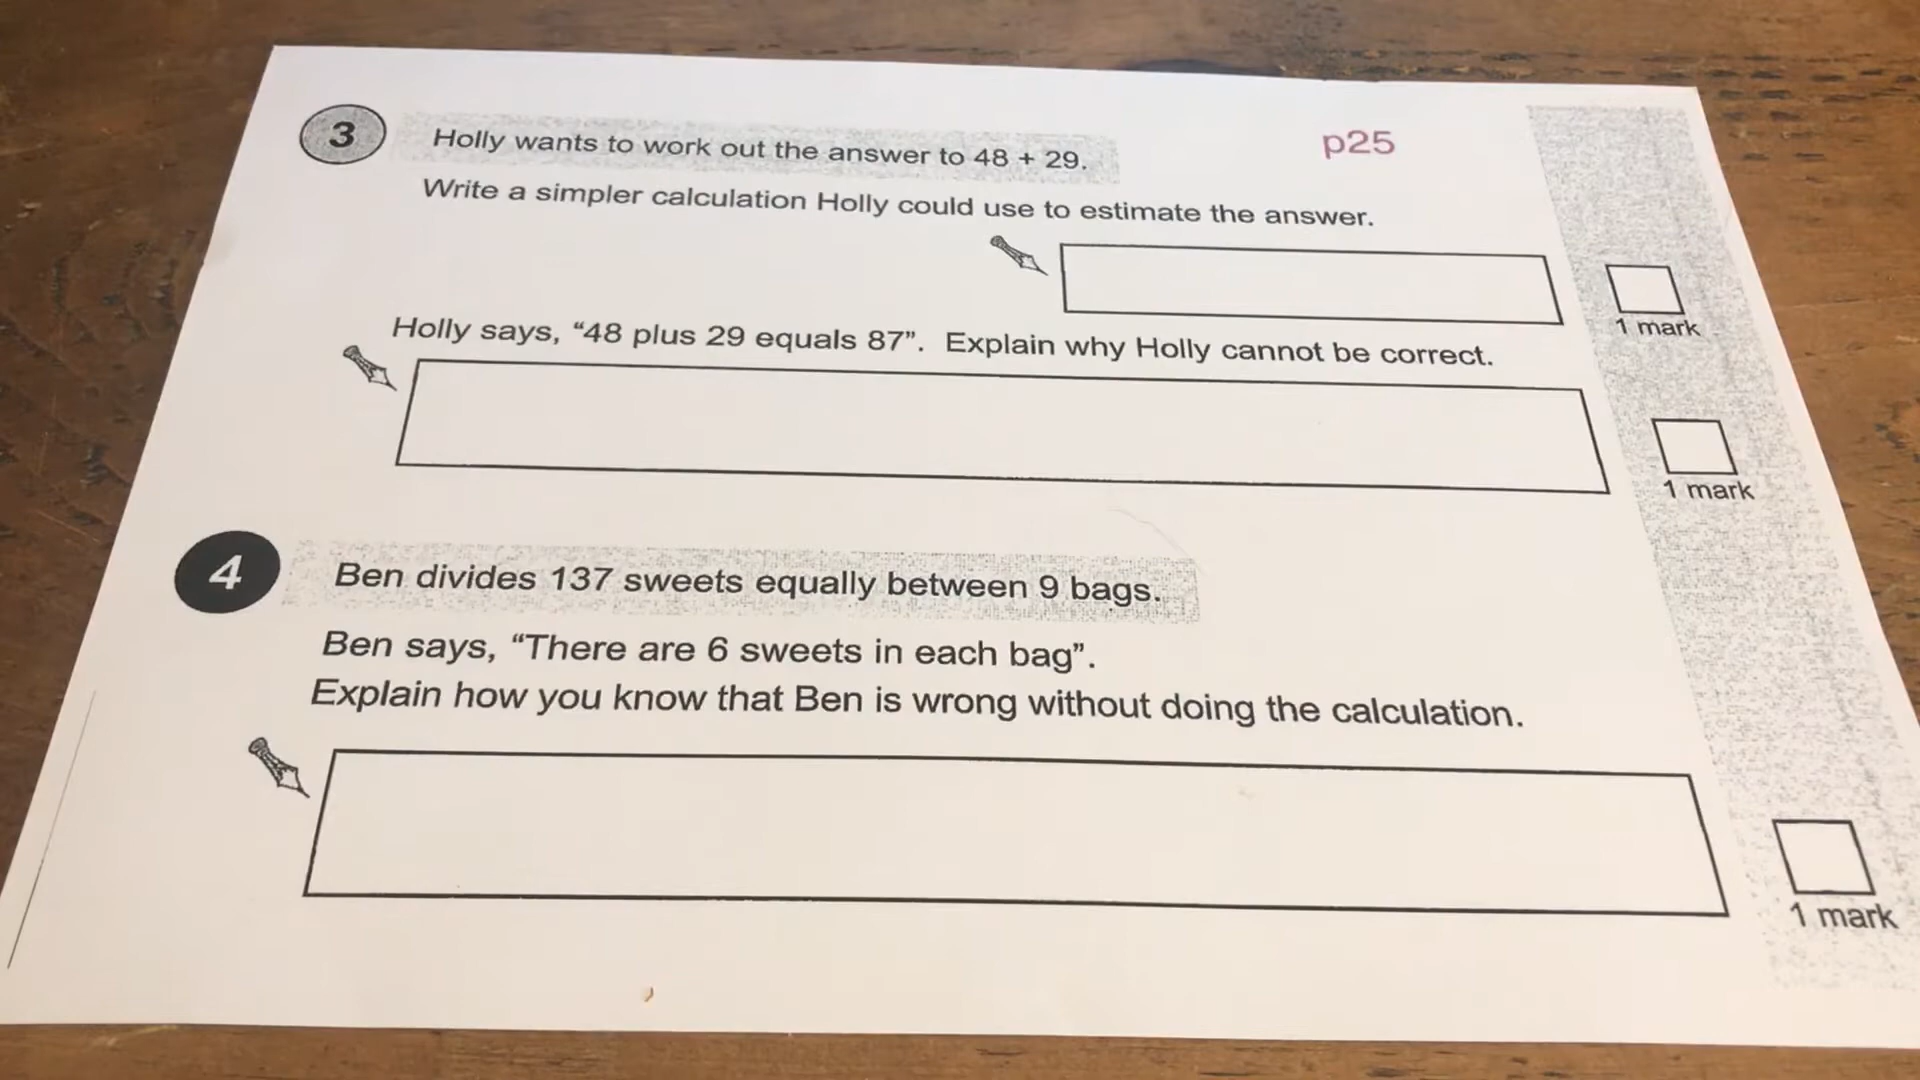 3 Holly wants to work out the answer to 48 + 29. p25
Write a simpler calculation Holly could use to estimate the answer.
1 mark
Holly says, “48 plus 29 equals 87”. Explain why Holly cannot be correct.
1 mark
4 Ben divides 137 sweets equally between 9 bags.
Ben says, “There are 6 sweets in each bag”.
Explain how you know that Ben is wrong without doing the calculation.
1 mark